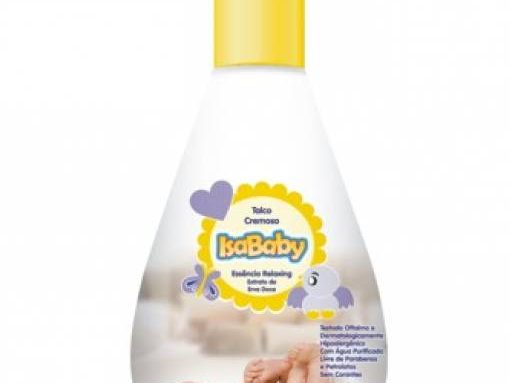 Talco
Cremoso
IsaBaby
Essência Relaxing
Extrato de
Erva Doce
Testado Oftalmo e
Dermatologicamente
Hipoalergênico
Com Água Purificada
Livre de Parabenos
e Petrolatos
Sem Corantes